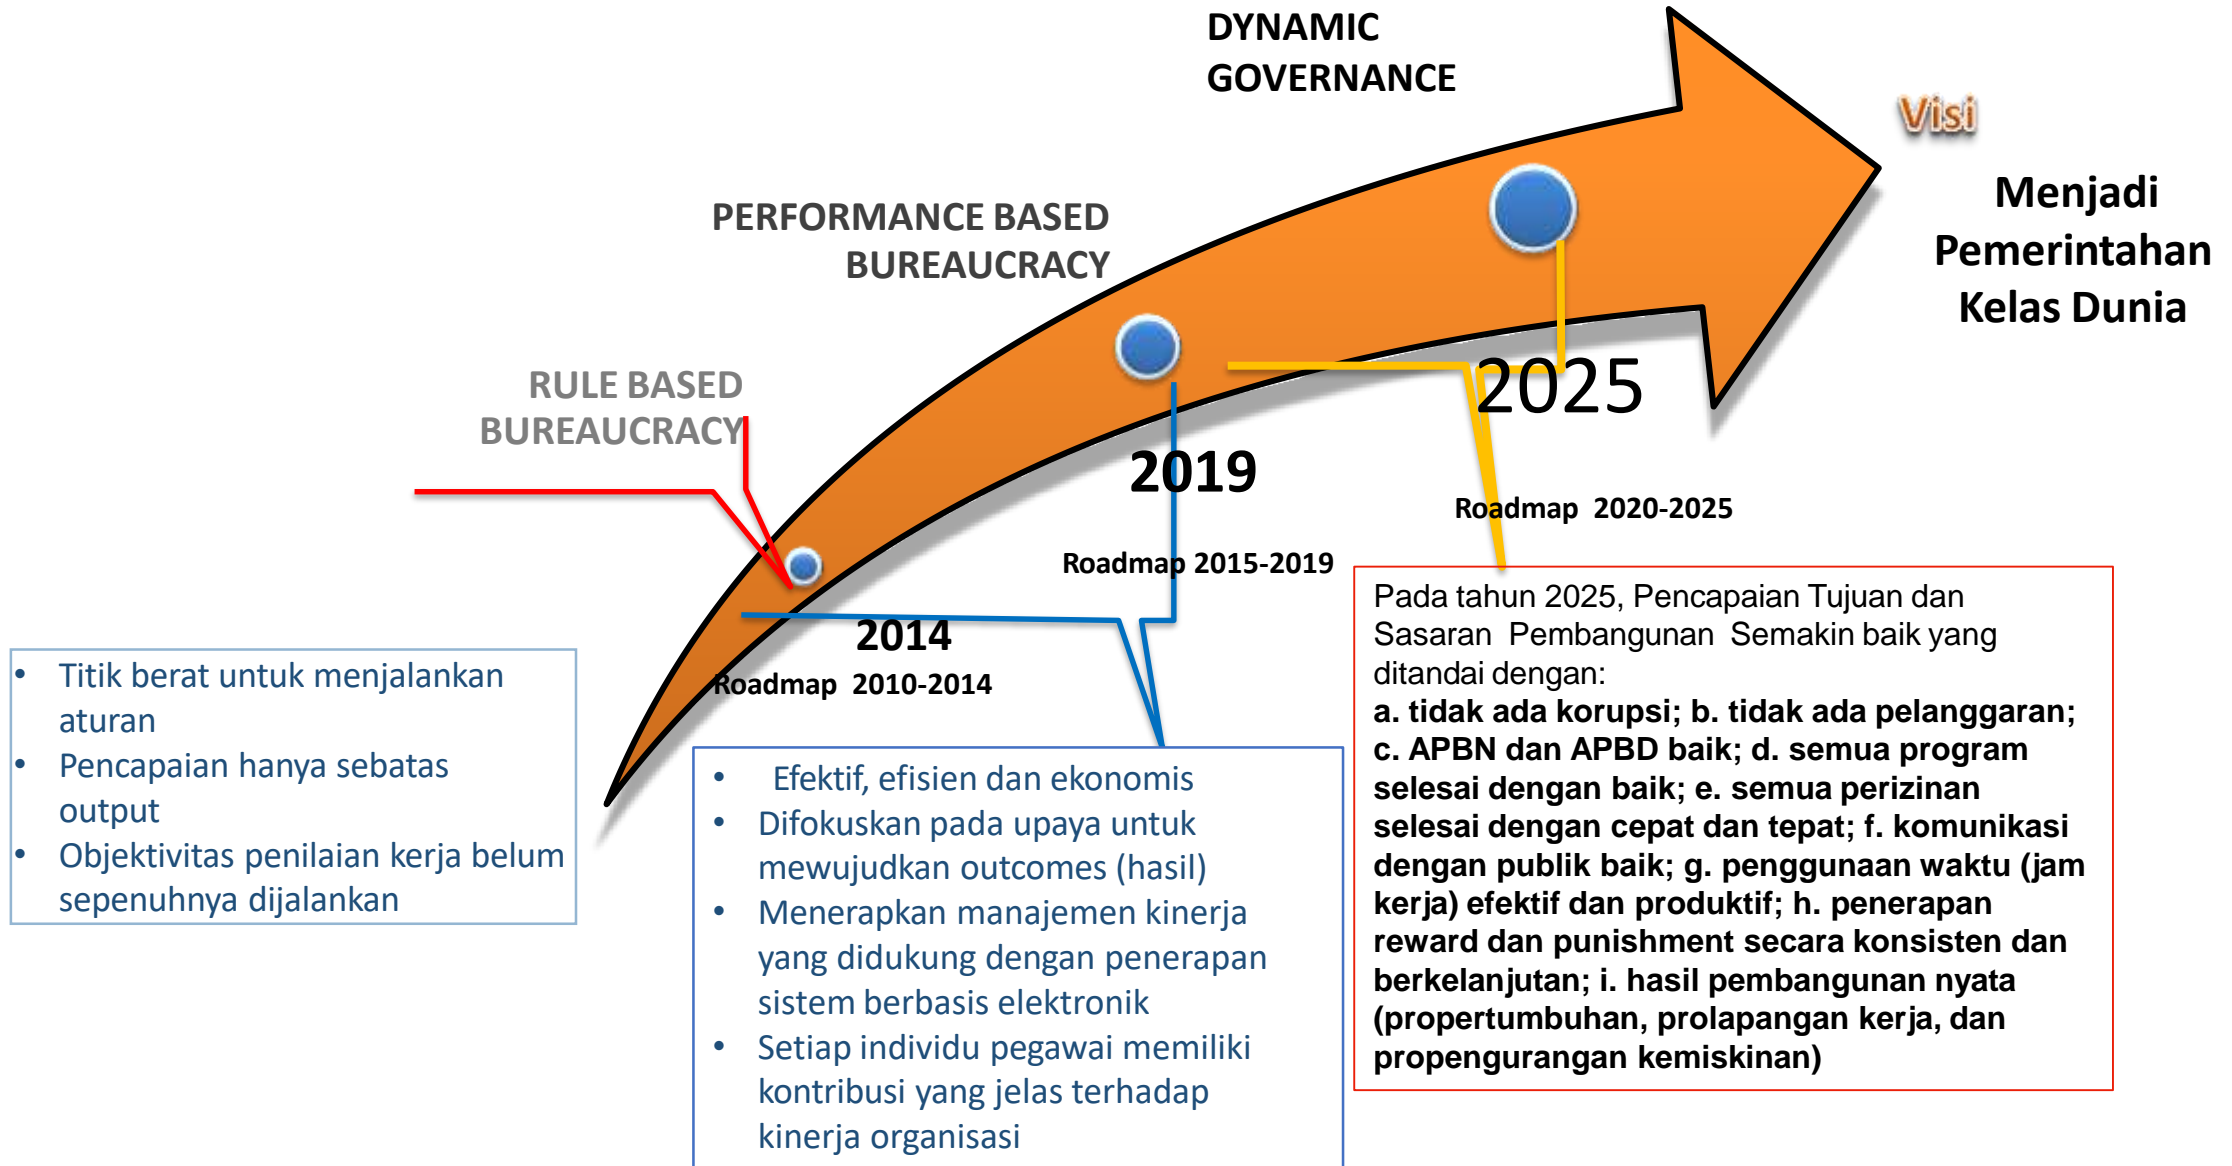 DYNAMIC
GOVERNANCE
Visi
Menjadi
Pemerintahan
Kelas Dunia
PERFORMANCE BASED
BUREAUCRACY
RULE BASED
BUREAUCRACY
2025
Roadmap 2020-2025
2019
Roadmap 2015-2019
2014
Roadmap 2010-2014
• Titik berat untuk menjalankan
aturan
• Pencapaian hanya sebatas
output
• Objektivitas penilaian kerja belum
sepenuhnya dijalankan
• Efektif, efisien dan ekonomis
• Difokuskan pada upaya untuk
mewujudkan outcomes (hasil)
• Menerapkan manajemen kinerja
yang didukung dengan penerapan
sistem berbasis elektronik
• Setiap individu pegawai memiliki
kontribusi yang jelas terhadap
kinerja organisasi
Pada tahun 2025, Pencapaian Tujuan dan
Sasaran Pembangunan Semakin baik yang
ditandai dengan:
a. tidak ada korupsi; b. tidak ada pelanggaran;
c. APBN dan APBD baik; d. semua program
selesai dengan baik; e. semua perizinan
selesai dengan cepat dan tepat; f. komunikasi
dengan publik baik; g. penggunaan waktu (jam
kerja) efektif dan produktif; h. penerapan
reward dan punishment secara konsisten dan
berkelanjutan; i. hasil pembangunan nyata
(propertumbuhan, prolapangan kerja, dan
propengurangan kemiskinan)